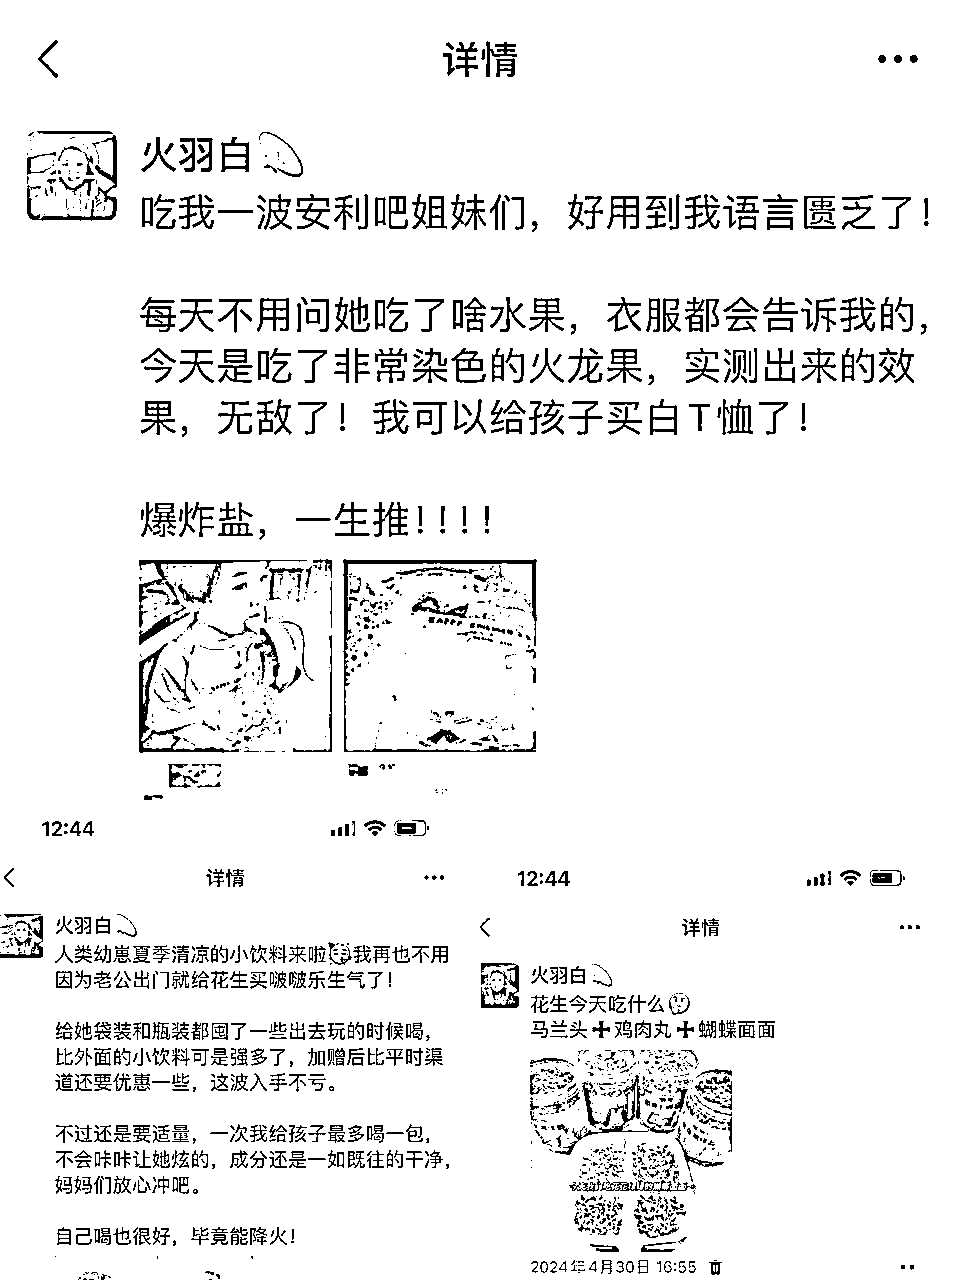 详情
火羽白
吃我一波安利吧姐妹们，好用到我语言匮乏了！
每天不用问她吃了啥水果，衣服都会告诉我的，
今天是吃了非常染色的火龙果，实测出来的效
果，无敌了！我可以给孩子买白T恤了！
爆炸盐，一生推！！！！
12:44
详情
火羽白
人类幼崽夏季清凉的小饮料来啦我再也不用
因为老公出门就给花生买啵啵乐生气了！
给她袋装和瓶装都囤了一些出去玩的时候喝，
比外面的小饮料可是强多了，加赠后比平时渠
道还要优惠一些，这波入手不亏。
不过还是要适量，一次我给孩子最多喝一包，
不会咔咔让她炫的，成分还是一如既往的干净，
妈妈们放心冲吧。
自己喝也很好，毕竟能降火！
12:44
详情
火羽白
花生今天吃什么
马兰头➕鸡肉丸➕蝴蝶面面
2024年4月30日 16:55